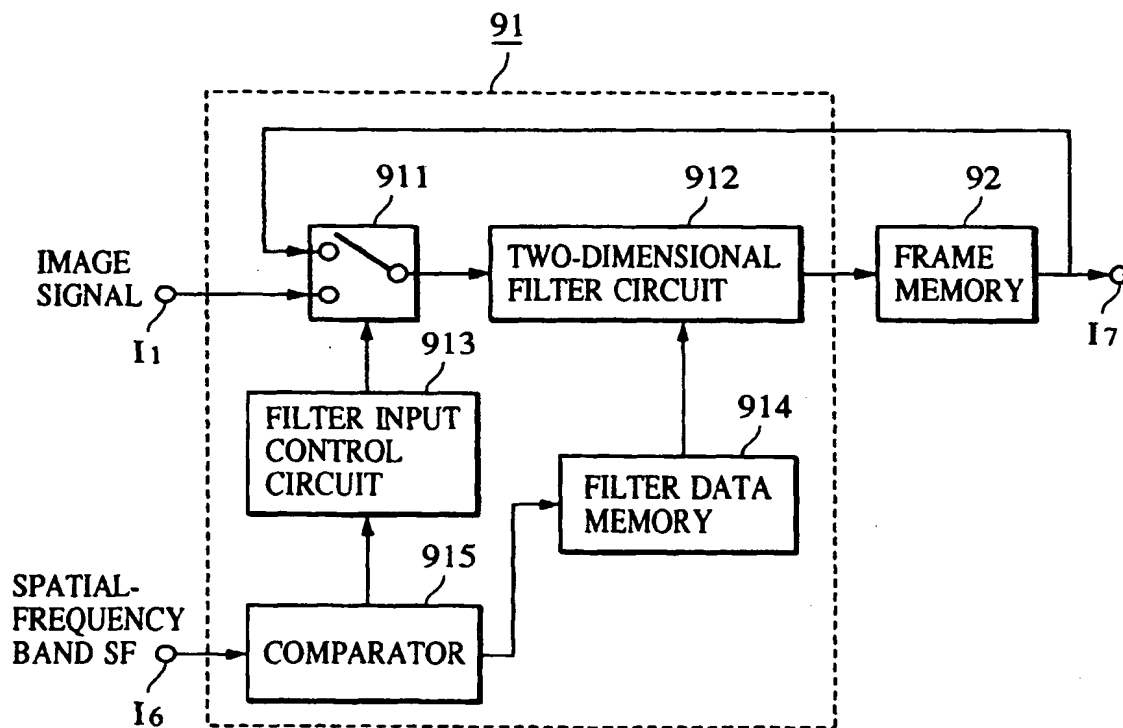 91
911
912
92
IMAGE
SIGNAL
I1
TWO-DIMENSIONAL
FILTER CIRCUIT
FRAME
MEMORY
I7
913
FILTER INPUT
CONTROL
CIRCUIT
914
FILTER DATA
MEMORY
915
SPATIAL-
FREQUENCY
BAND SF
I6
COMPARATOR